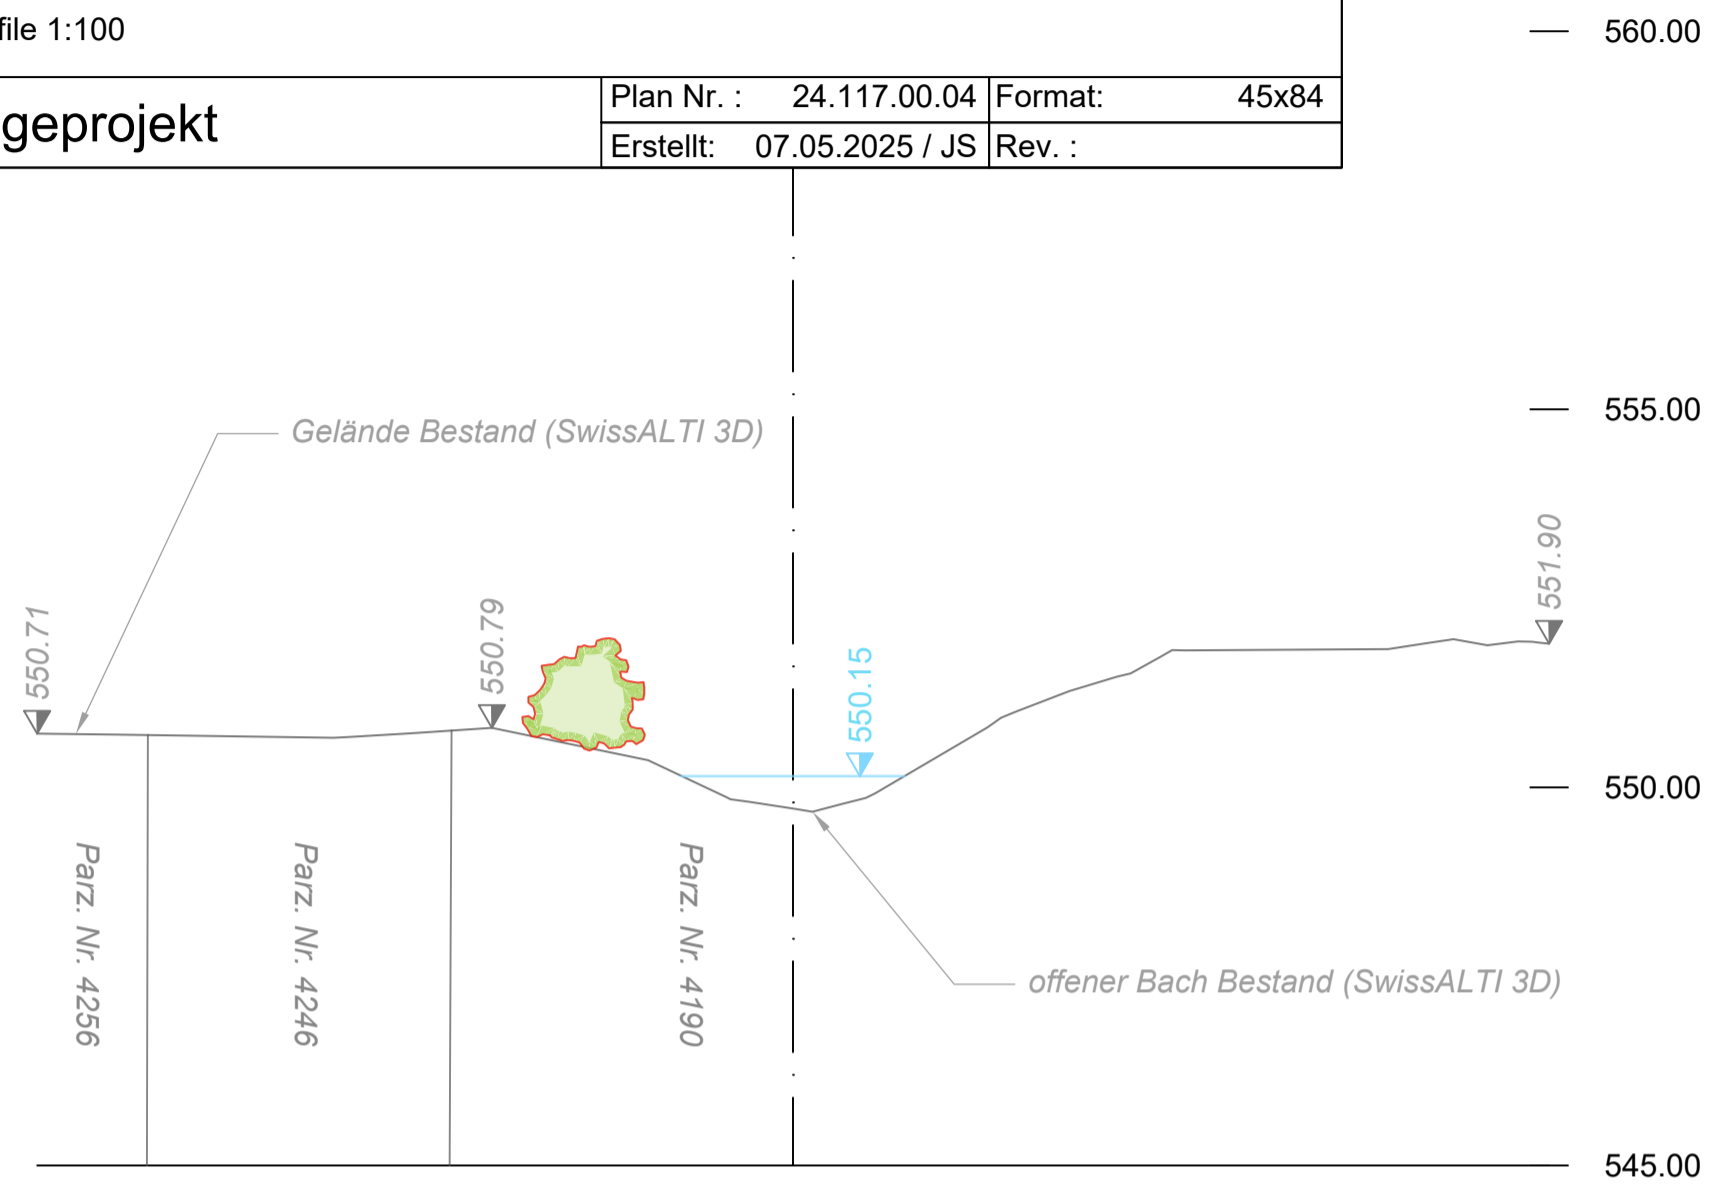 file 1:100
560.00
geprojekt
Plan Nr. : 24.117.00.04 Format: 45x84
Erstellt: 07.05.2025 / JS Rev. :
555.00
Gelände Bestand (SwissALTI 3D)
550.71
550.79
550.15
551.90
550.00
Parz. Nr. 4256
Parz. Nr. 4246
Parz. Nr. 4190
offener Bach Bestand (SwissALTI 3D)
545.00